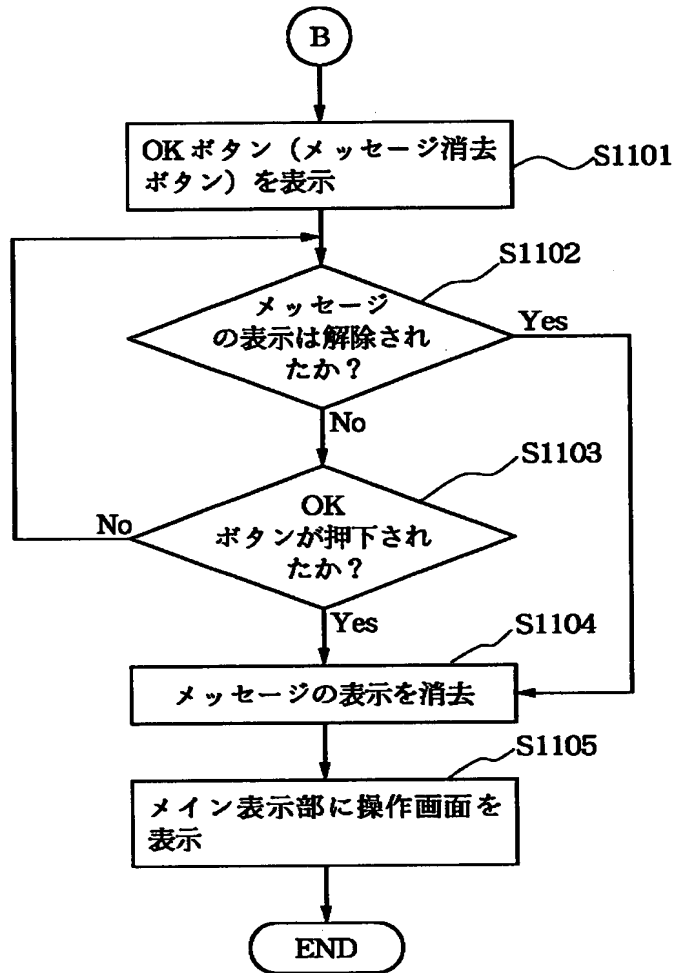 B
OKボタン（メッセージ消去
ボタン）を表示
S1101
S1102
メッセージ
の表示は解除され
たか？
Yes
No
S1103
OK
ボタンが押下され
たか？
No
Yes
S1104
メッセージの表示を消去
S1105
メイン表示部に操作画面を
表示
END